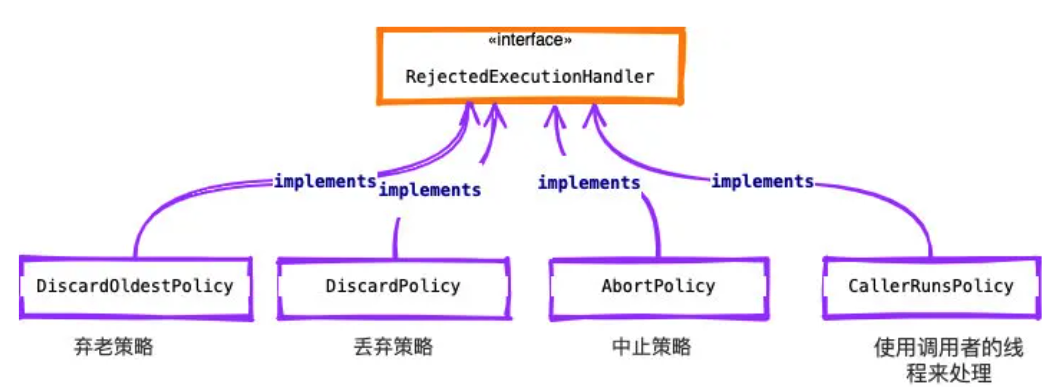 «interface»
RejectedExecutionHandler
implements
implements
implements
implements
DiscardOldestPolicy
DiscardPolicy
AbortPolicy
CallerRunsPolicy
弃老策略
丢弃策略
中止策略
使用调用者的线
程来处理